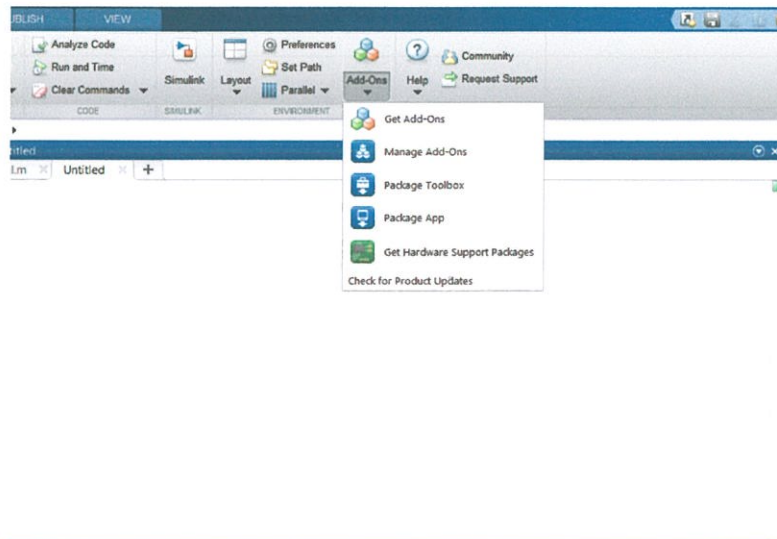 UBLISH VIEW
Analyze Code
Run and Time
Clear Commands
CODE
Simulink
SIMULINK
Layout
Preferences
Set Path
Parallel
ENVIRONMENT
Add-Ons
Help
Community
Request Support
Get Add-Ons
Manage Add-Ons
Package Toolbox
Package App
Get Hardware Support Packages
Check for Product Updates
titled
l.m Untitled